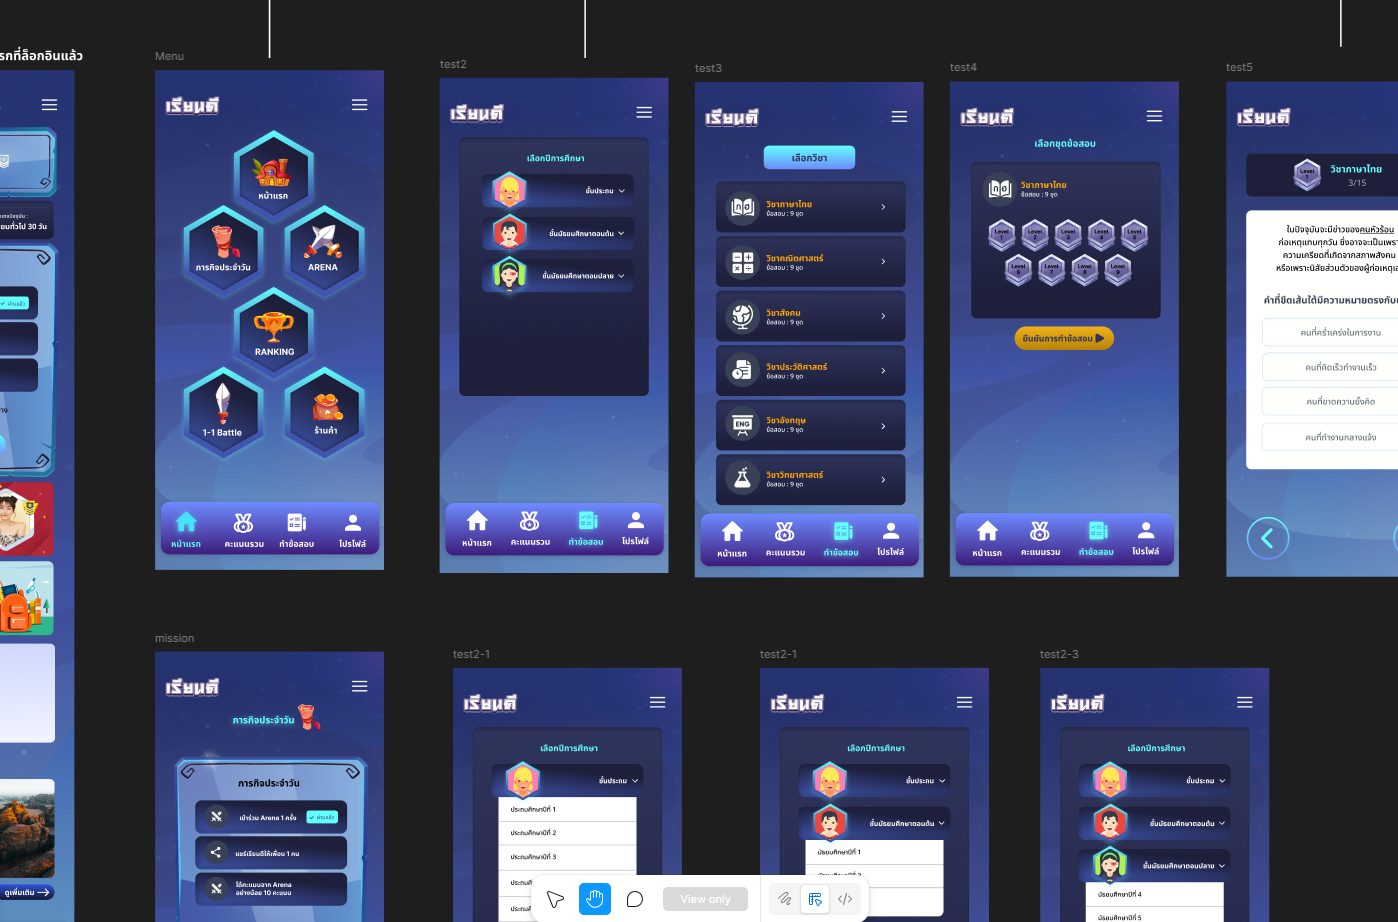 รกที่ล็อกอินแล้ว
ยมทั่วไป 30 วัน
ผ่านแล้ว
ดูเพิ่มเติม
Menu
เรียนดี
หน้าแรก
ภารกิจประจำวัน
ARENA
RANKING
1-1 Battle
ร้านค้า
หน้าแรก
คะแนนรวม
ทำข้อสอบ
โปรไฟล์
test2
เรียนดี
เลือกปีการศึกษา
ชั้นประถม
ชั้นมัธยมศึกษาตอนต้น
ชั้นมัธยมศึกษาตอนปลาย
หน้าแรก
คะแนนรวม
ทำข้อสอบ
โปรไฟล์
test3
เรียนดี
เลือกวิชา
วิชาภาษาไทย
ข้อสอบ : 9 ชุด
วิชาคณิตศาสตร์
ข้อสอบ : 9 ชุด
วิชาสังคม
ข้อสอบ : 9 ชุด
วิชาประวัติศาสตร์
ข้อสอบ : 9 ชุด
ENG
วิชาอังกฤษ
ข้อสอบ : 9 ชุด
วิชาวิทยาศาสตร์
ข้อสอบ : 9 ชุด
หน้าแรก
คะแนนรวม
ทำข้อสอบ
โปรไฟล์
test4
เรียนดี
เลือกชุดข้อสอบ
วิชาภาษาไทย
ข้อสอบ : 9 ชุด
Level 1
Level 2
Level 3
Level 4
Level 5
Level 6
Level 7
Level 8
Level 9
ยืนยันการทำข้อสอบ
หน้าแรก
คะแนนรวม
ทำข้อสอบ
โปรไฟล์
test5
เรียนดี
Level 1
วิชาภาษาไทย
3/15
ในปัจจุบันจะมีข่าวของคนหัวร้อน
ก่อเหตุแทบทุกวัน ซึ่งอาจจะเป็นเพรา
ความเครียดที่เกิดจากสภาพสังคม
หรือเพราะนิสัยส่วนตัวของผู้ก่อเหตุเอ
คำที่ขีดเส้นใต้มีความหมายตรงกับ
คนที่คร่ำเคร่งในการงาน
คนที่คิดเร็วทำงานเร็ว
คนที่ขาดความยั้งคิด
คนที่ทำงานกลางแจ้ง
mission
เรียนดี
ภารกิจประจำวัน
ภารกิจประจำวัน
เข้าร่วม Arena 1 ครั้ง
ผ่านแล้ว
แชร์เรียนดีให้เพื่อน 1 คน
ได้คะแนนจาก Arena
อย่างน้อย 10 คะแนน
test2-1
เรียนดี
เลือกปีการศึกษา
ชั้นประถม
ประถมศึกษาปีที่ 1
ประถมศึกษาปีที่ 2
ประถมศึกษาปีที่ 3
test2-1
เรียนดี
เลือกปีการศึกษา
ชั้นประถม
ชั้นมัธยมศึกษาตอนต้น
มัธยมศึกษาปีที่ 1
test2-3
เรียนดี
เลือกปีการศึกษา
ชั้นประถม
ชั้นมัธยมศึกษาตอนต้น
ชั้นมัธยมศึกษาตอนปลาย
มัธยมศึกษาปีที่ 4
มัธยมศึกษาปีที่ 5
View only